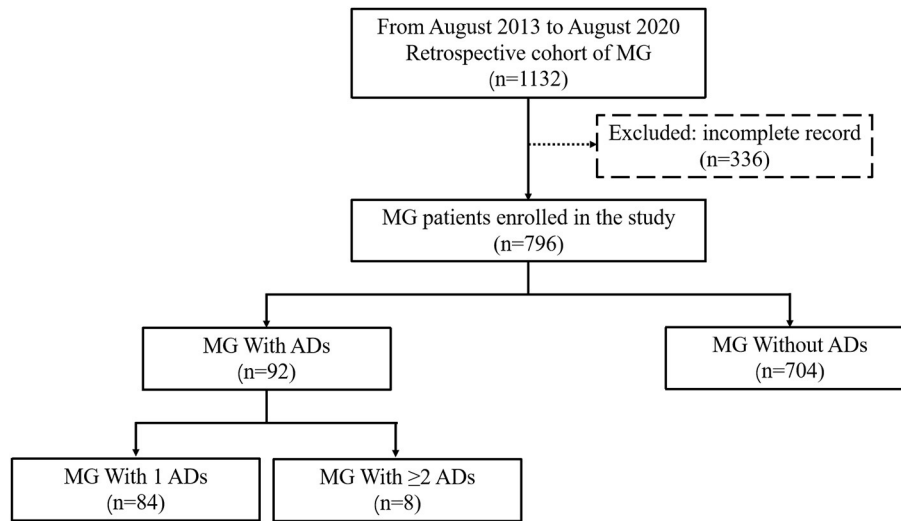 From August 2013 to August 2020
Retrospective cohort of MG
(n=1132)
Excluded: incomplete record
(n=336)
MG patients enrolled in the study
(n=796)
MG With ADs
(n=92)
MG Without ADs
(n=704)
MG With 1 ADs
(n=84)
MG With ≥2 ADs
(n=8)